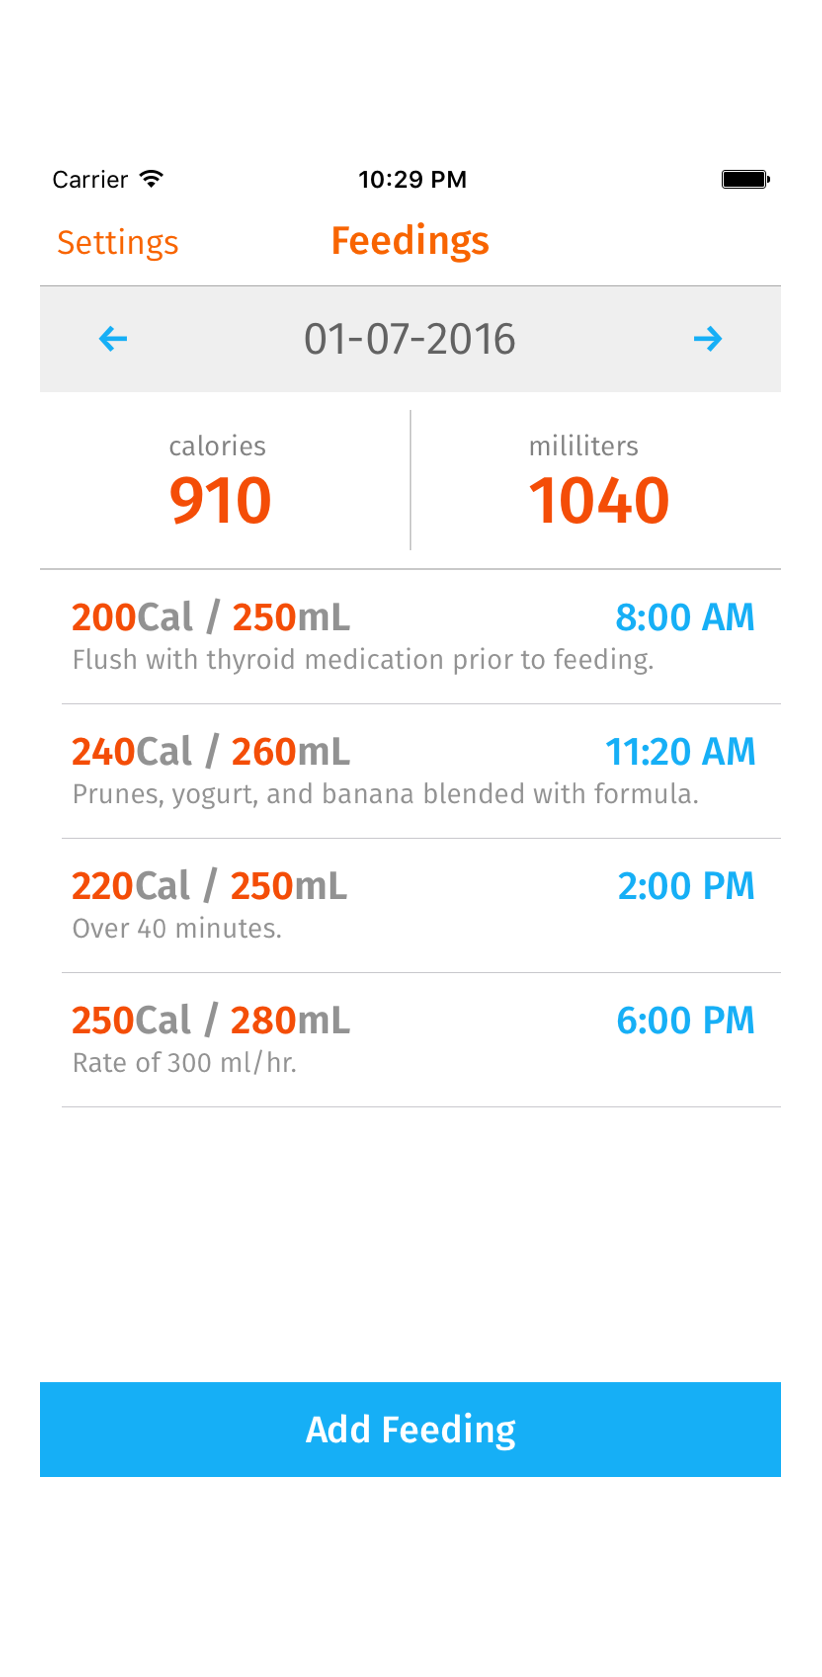 Carrier 10:29 PM
Settings Feedings
01-07-2016
calories mililiters
910 1040
200Cal / 250mL 8:00 AM
Flush with thyroid medication prior to feeding.
240Cal / 260mL 11:20 AM
Prunes, yogurt, and banana blended with formula.
220Cal / 250mL 2:00 PM
Over 40 minutes.
250Cal / 280mL 6:00 PM
Rate of 300 ml/hr.
Add Feeding